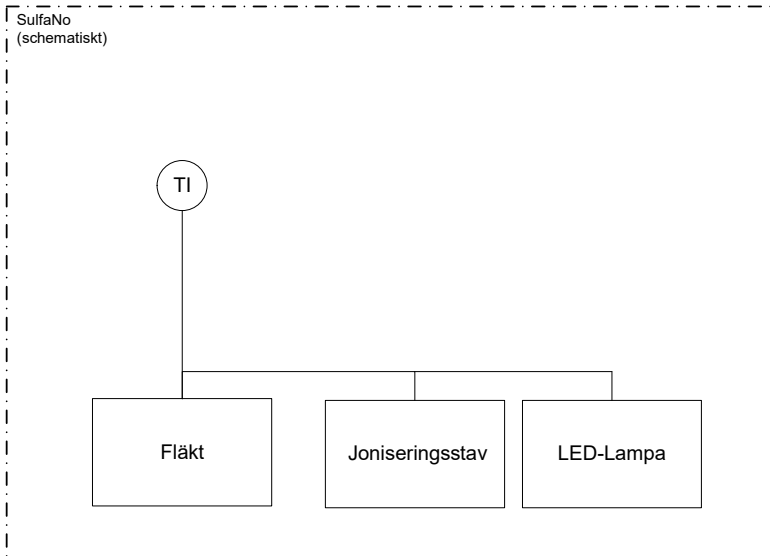 SulfaNo
(schematiskt)
TI
Fläkt
Joniseringsstav
LED-Lampa